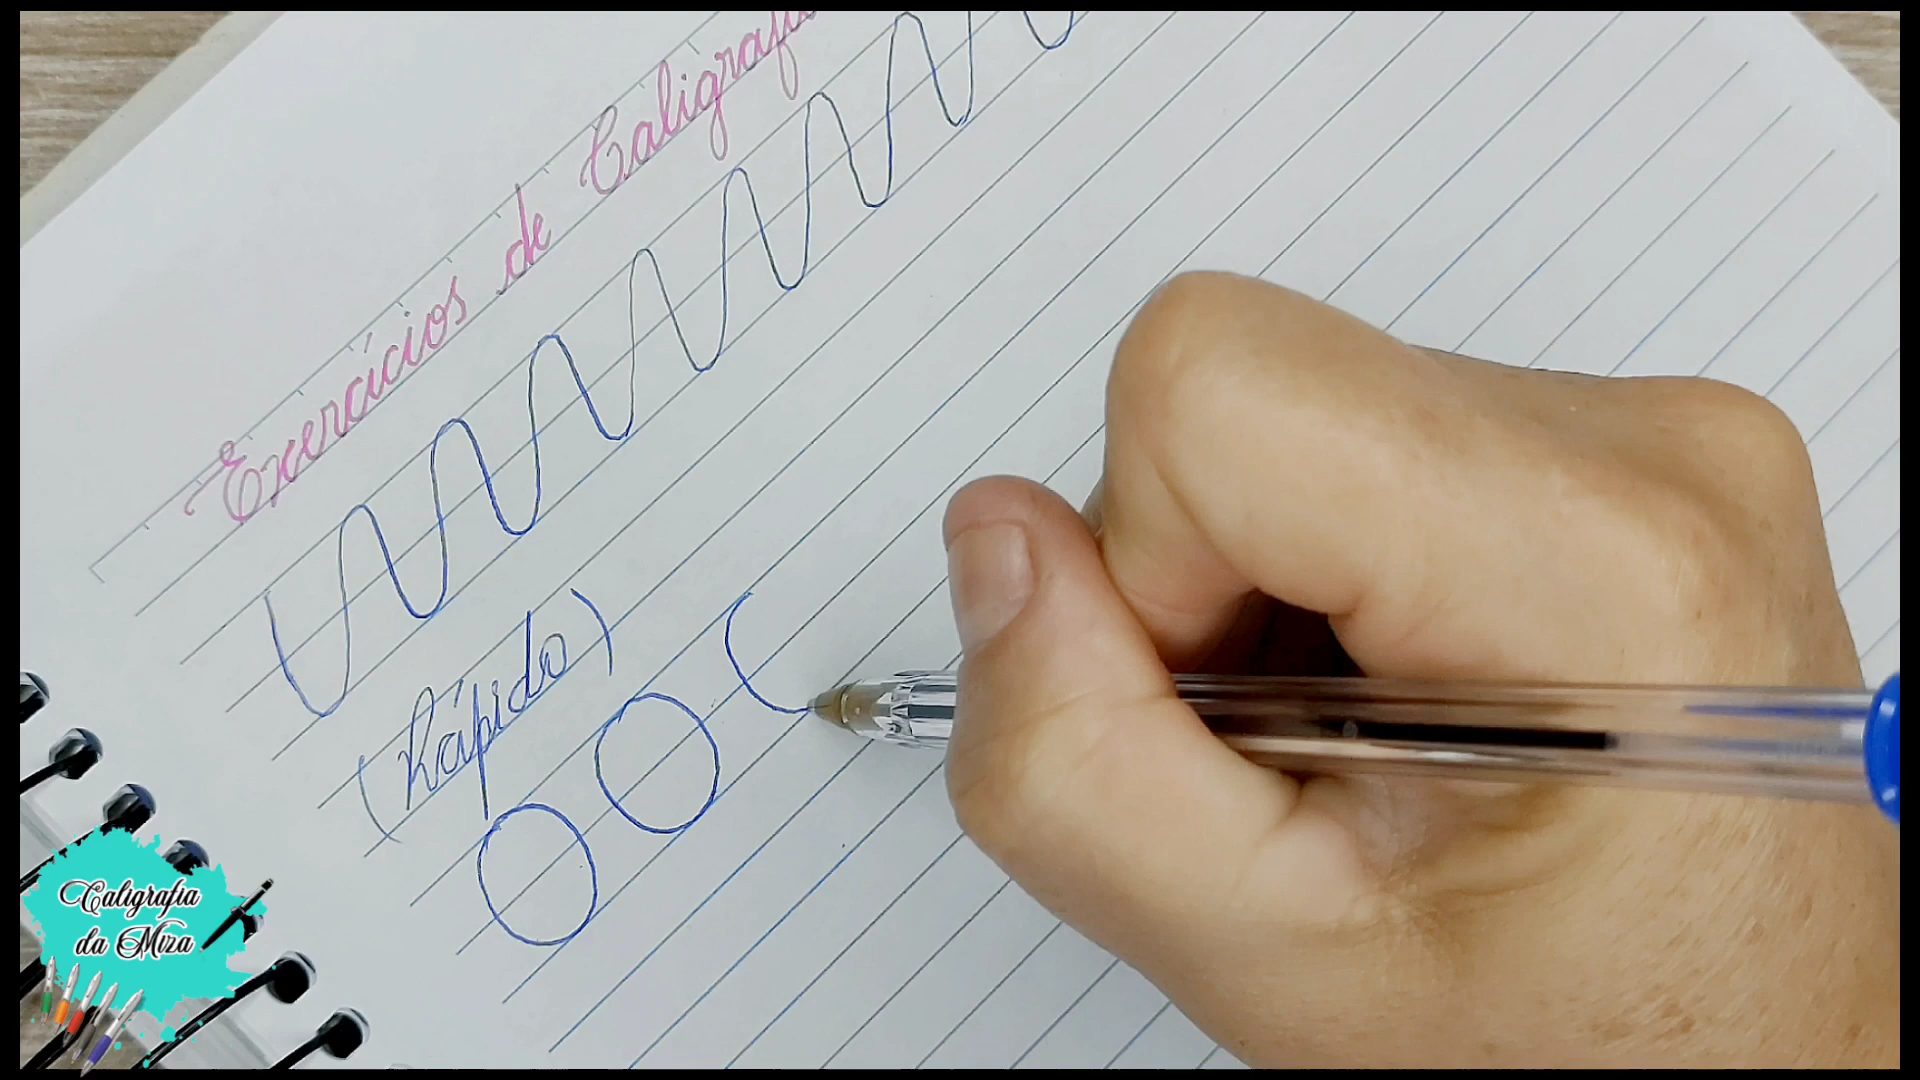 Exercícios de Caligrafia
(Rápido)
O O
Caligrafia
da Miza